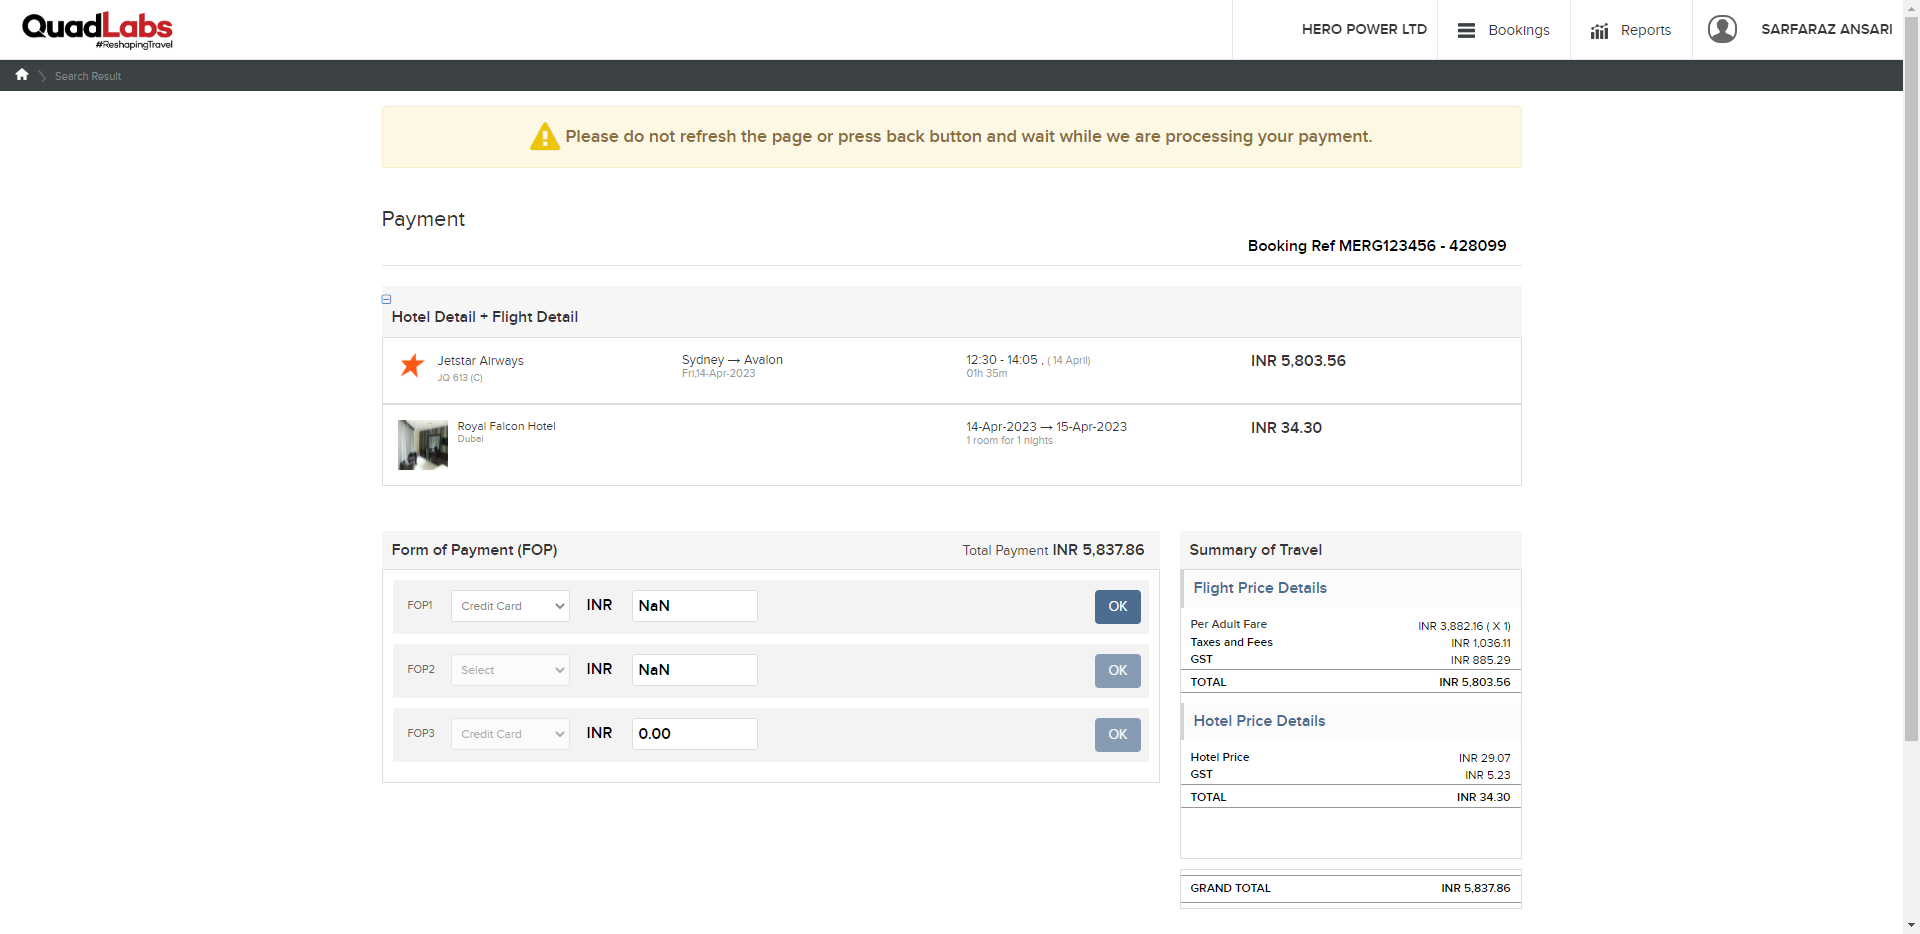 QuadLabs
#ReshapingTravel
HERO POWER LTD
Bookings
Reports
SARFARAZ ANSARI
Search Result
Please do not refresh the page or press back button and wait while we are processing your payment.
Payment
Booking Ref MERG123456 - 428099
Hotel Detail + Flight Detail
Jetstar Airways
JQ 613 (C)
Sydney → Avalon
Fri,14-Apr-2023
12:30 - 14:05 , ( 14 April)
01h 35m
INR 5,803.56
Royal Falcon Hotel
Dubai
14-Apr-2023 → 15-Apr-2023
1 room for 1 nights
INR 34.30
Form of Payment (FOP)
Total Payment INR 5,837.86
FOP1 Credit Card INR NaN OK
FOP2 Select INR NaN OK
FOP3 Credit Card INR 0.00 OK
Summary of Travel
Flight Price Details
Per Adult Fare INR 3,882.16 ( X 1)
Taxes and Fees INR 1,036.11
GST INR 885.29
TOTAL INR 5,803.56
Hotel Price Details
Hotel Price INR 29.07
GST INR 5.23
TOTAL INR 34.30
GRAND TOTAL INR 5,837.86